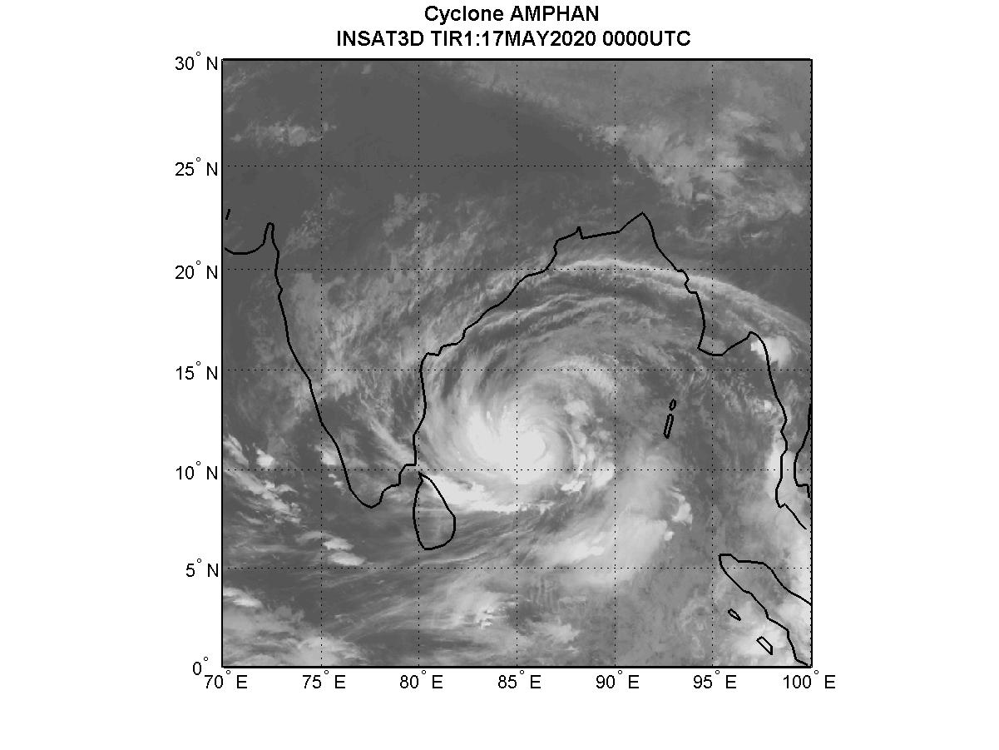 Cyclone AMPHAN
INSAT3D TIR1:17MAY2020 0000UTC
30° N
25° N
20° N
15° N
10° N
5° N
0°
70° E 75° E 80° E 85° E 90° E 95° E 100° E